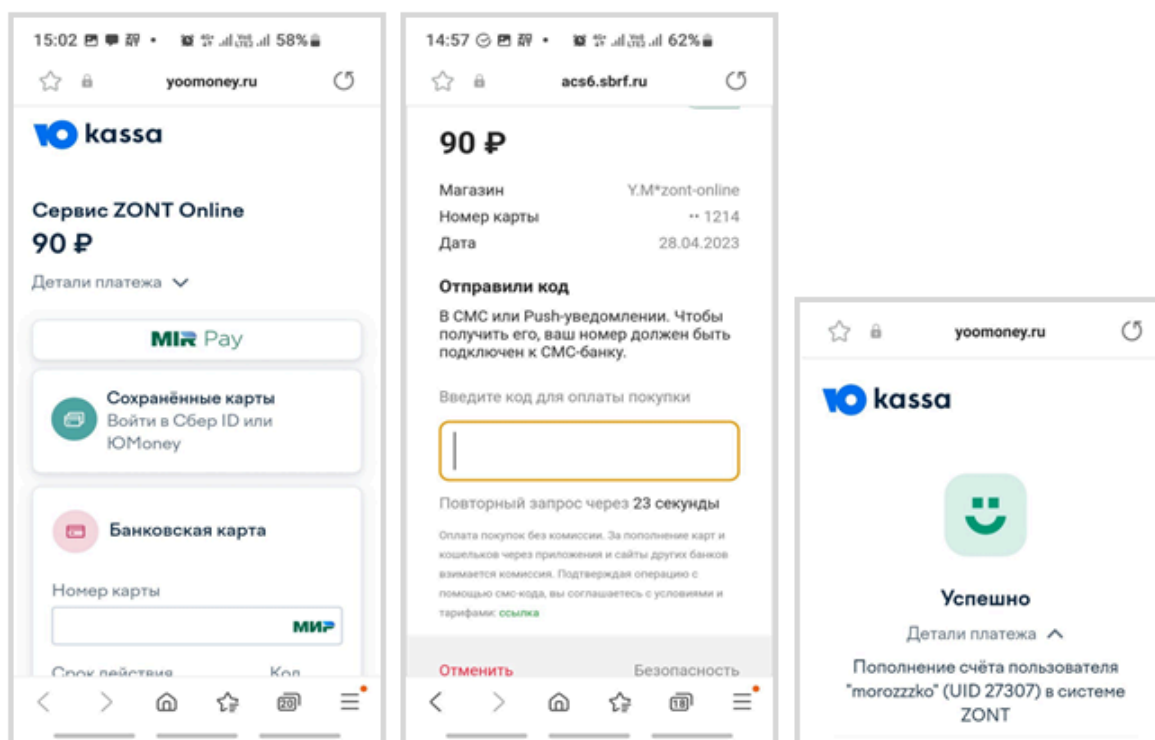 15:02
58%
yoomoney.ru
Ю kassa
Сервис ZONT Online
90 ₽
Детали платежа
MIR Pay
Сохранённые карты
Войти в Сбер ID или
ЮMoney
Банковская карта
Номер карты
МИР
Срок действия Код
20
14:57
62%
acs6.sbrf.ru
90 ₽
Магазин Y.M*zont-online
Номер карты •• 1214
Дата 28.04.2023
Отправили код
В СМС или Push-уведомлении. Чтобы
получить его, ваш номер должен быть
подключен к СМС-банку.
Введите код для оплаты покупки
Повторный запрос через 23 секунды
Оплата покупок без комиссии. За пополнение карт и
кошельков через приложения и сайты других банков
взимается комиссия. Подтверждая операцию с
помощью смс-кода, вы соглашаетесь с условиями и
тарифами: ссылка
Отменить Безопасность
18
yoomoney.ru
Ю kassa
Успешно
Детали платежа
Пополнение счёта пользователя
"morozzzko" (UID 27307) в системе
ZONT